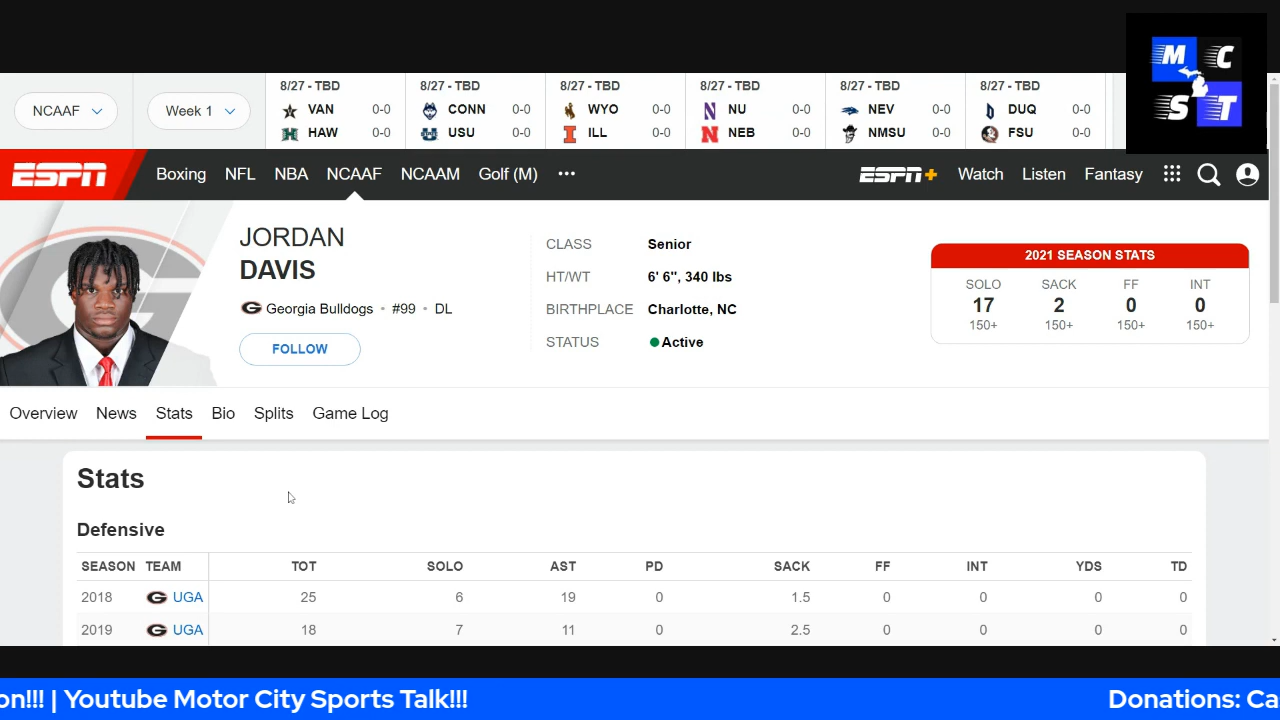 M C
S T
NCAAF
Week 1
8/27 - TBD
VAN 0-0
HAW 0-0
8/27 - TBD
CONN 0-0
USU 0-0
8/27 - TBD
WYO 0-0
ILL 0-0
8/27 - TBD
NU 0-0
NEB 0-0
8/27 - TBD
NEV 0-0
NMSU 0-0
8/27 - TBD
DUQ 0-0
FSU 0-0
ESPN Boxing NFL NBA NCAAF NCAAM Golf (M) ••• ESPN+ Watch Listen Fantasy
JORDAN
DAVIS
Georgia Bulldogs • #99 • DL
FOLLOW
CLASS Senior
HT/WT 6' 6", 340 lbs
BIRTHPLACE Charlotte, NC
STATUS Active
2021 SEASON STATS
SOLO SACK FF INT
17 2 0 0
150+ 150+ 150+ 150+
Overview News Stats Bio Splits Game Log
Stats
Defensive
SEASON TEAM TOT SOLO AST PD SACK FF INT YDS TD
2018 UGA 25 6 19 0 1.5 0 0 0 0
2019 UGA 18 7 11 0 2.5 0 0 0 0
on!!! | Youtube Motor City Sports Talk!!! Donations: Ca